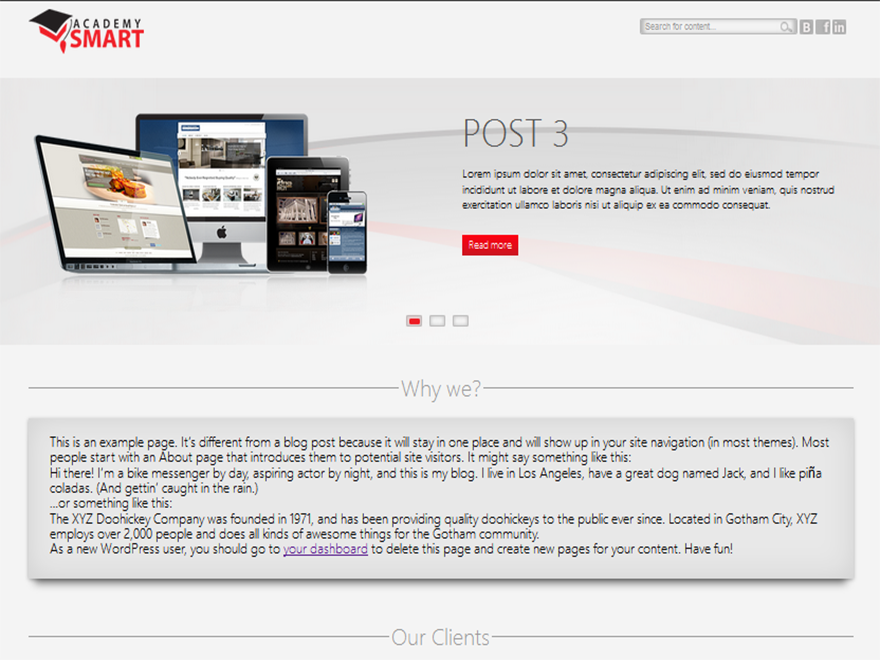 ACADEMY
SMART
Search for content...
B f in
POST 3
Lorem ipsum dolor sit amet, consectetur adipiscing elit, sed do eiusmod tempor
incididunt ut labore et dolore magna aliqua. Ut enim ad minim veniam, quis nostrud
exercitation ullamco laboris nisi ut aliquip ex ea commodo consequat.
Read more
Why we?
This is an example page. It's different from a blog post because it will stay in one place and will show up in your site navigation (in most themes). Most
people start with an About page that introduces them to potential site visitors. It might say something like this:
Hi there! I'm a bike messenger by day, aspiring actor by night, and this is my blog. I live in Los Angeles, have a great dog named Jack, and I like piña
coladas. (And gettin' caught in the rain.)
...or something like this:
The XYZ Doohickey Company was founded in 1971, and has been providing quality doohickeys to the public ever since. Located in Gotham City, XYZ
employs over 2,000 people and does all kinds of awesome things for the Gotham community.
As a new WordPress user, you should go to your dashboard to delete this page and create new pages for your content. Have fun!
Our Clients